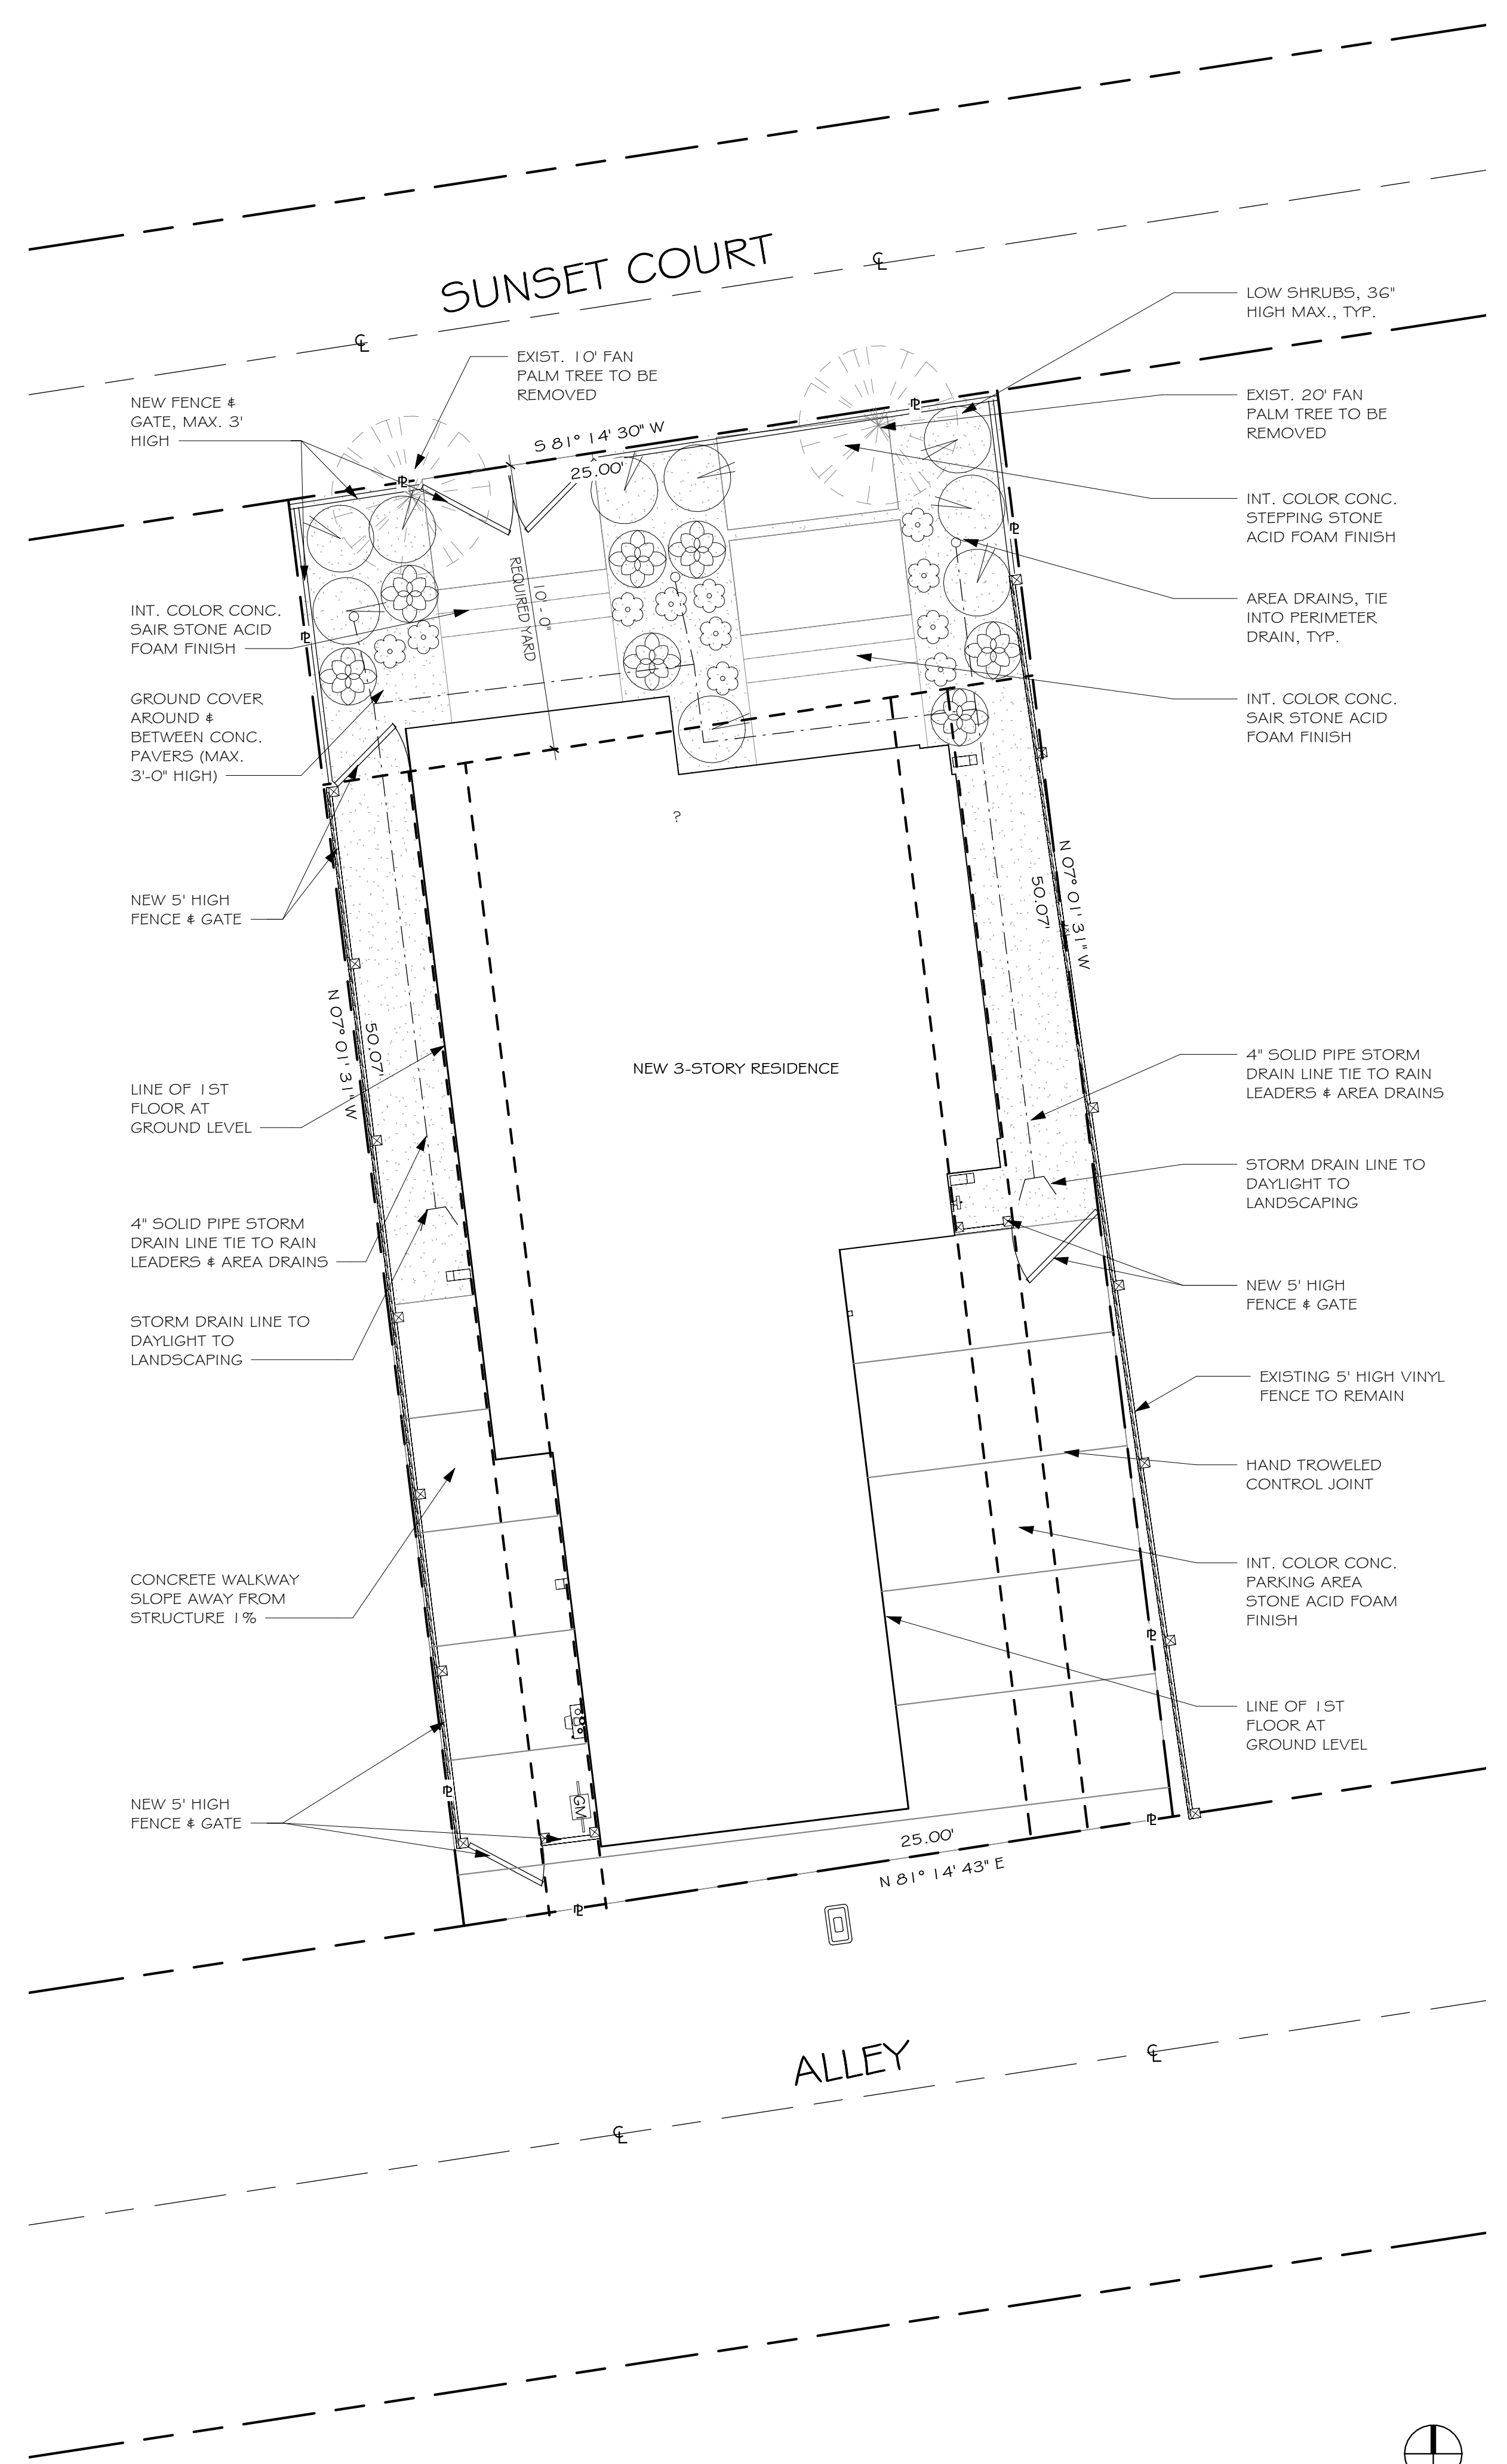 SUNSET COURT
℄
℄
LOW SHRUBS, 36"
HIGH MAX., TYP.
EXIST. 10' FAN
PALM TREE TO BE
REMOVED
NEW FENCE &
GATE, MAX. 3'
HIGH
EXIST. 20' FAN
PALM TREE TO BE
REMOVED
S 81° 14' 30" W
25.00'
PL
PL
INT. COLOR CONC.
STEPPING STONE
ACID FOAM FINISH
PL
10'-0"
REQUIRED YARD
INT. COLOR CONC.
SAIR STONE ACID
FOAM FINISH
PL
AREA DRAINS, TIE
INTO PERIMETER
DRAIN, TYP.
GROUND COVER
AROUND &
BETWEEN CONC.
PAVERS (MAX.
3'-0" HIGH)
INT. COLOR CONC.
SAIR STONE ACID
FOAM FINISH
?
NEW 5' HIGH
FENCE & GATE
N 07° 01' 31" W
50.07'
N 07° 01' 31" W
50.07'
NEW 3-STORY RESIDENCE
LINE OF 1ST
FLOOR AT
GROUND LEVEL
4" SOLID PIPE STORM
DRAIN LINE TIE TO RAIN
LEADERS & AREA DRAINS
STORM DRAIN LINE TO
DAYLIGHT TO
LANDSCAPING
4" SOLID PIPE STORM
DRAIN LINE TIE TO RAIN
LEADERS & AREA DRAINS
NEW 5' HIGH
FENCE & GATE
STORM DRAIN LINE TO
DAYLIGHT TO
LANDSCAPING
EXISTING 5' HIGH VINYL
FENCE TO REMAIN
HAND TROWELED
CONTROL JOINT
CONCRETE WALKWAY
SLOPE AWAY FROM
STRUCTURE 1%
INT. COLOR CONC.
PARKING AREA
STONE ACID FOAM
FINISH
PL
LINE OF 1ST
FLOOR AT
GROUND LEVEL
NEW 5' HIGH
FENCE & GATE
PL
GM
PL
25.00'
N 81° 14' 43" E
PL
ALLEY
℄
℄